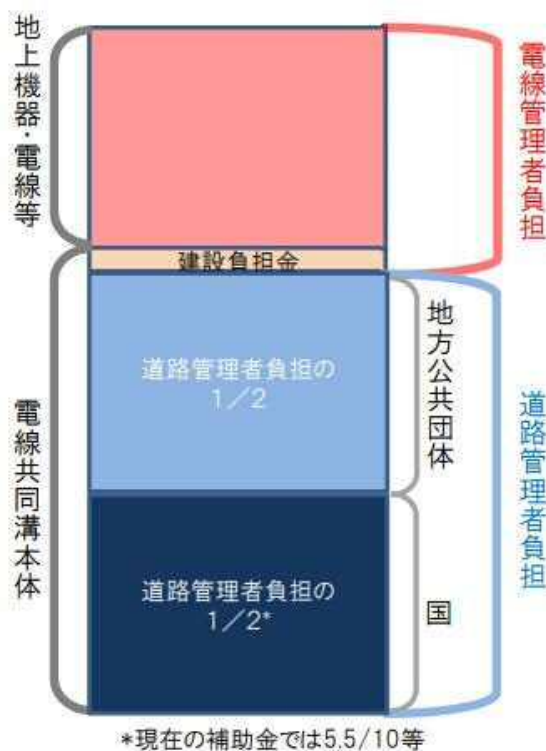 地上機器・電線等
電線管理者負担
建設負担金
電線共同溝本体
道路管理者負担の
1/2
地方公共団体
道路管理者負担
道路管理者負担の
1/2*
国
*現在の補助金では5.5/10等